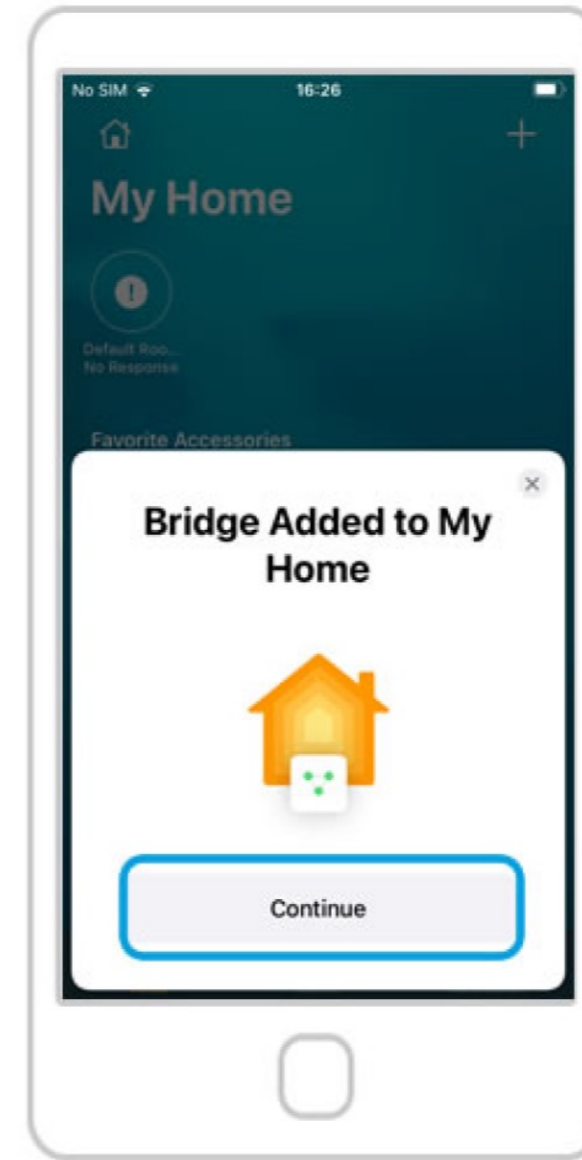 No SIM 16:26
My Home
!
Default Roo...
No Response
Favorite Accessories
Bridge Added to My
Home
Continue